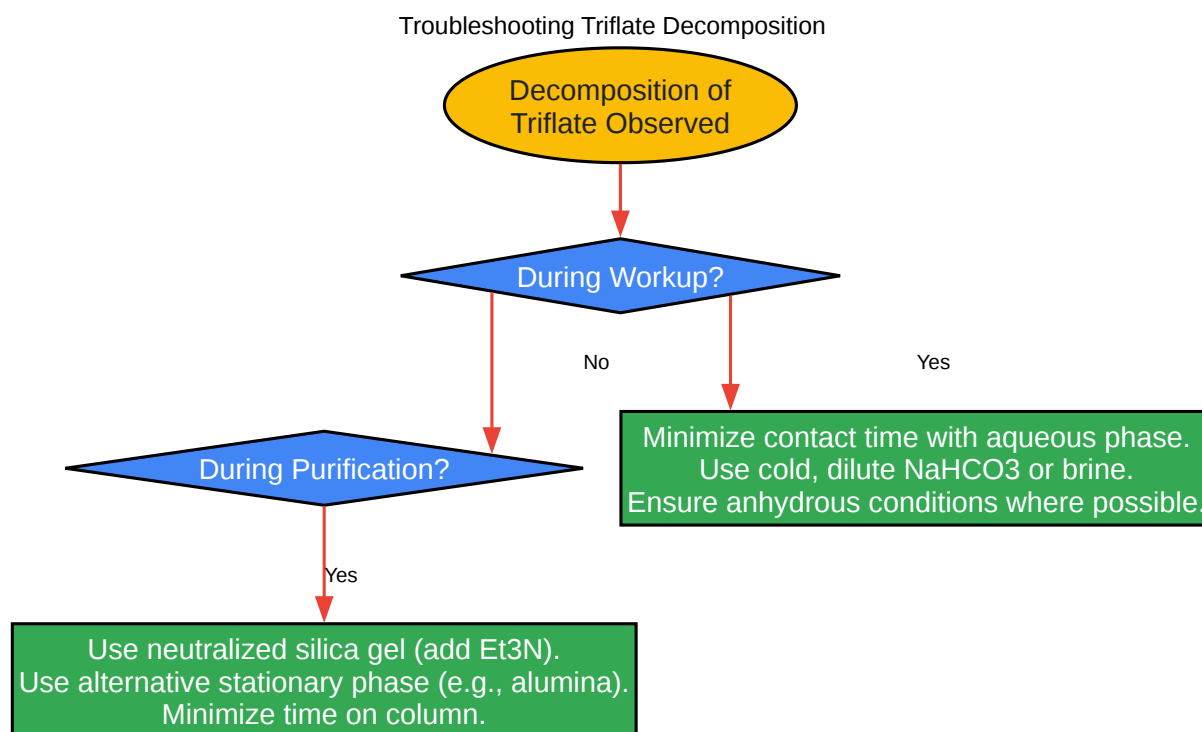 Troubleshooting Triflate Decomposition
Decomposition of
Triflate Observed
During Workup?
No
Yes
Minimize contact time with aqueous phase.
Use cold, dilute NaHCO3 or brine.
Ensure anhydrous conditions where possible.
During Purification?
Yes
Use neutralized silica gel (add Et3N).
Use alternative stationary phase (e.g., alumina).
Minimize time on column.